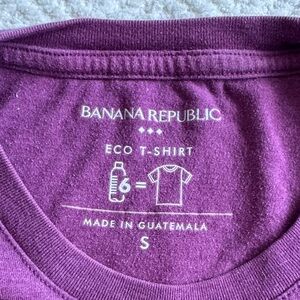 BANANA REPUBLIC
ECO T-SHIRT
6 =
MADE IN GUATEMALA
S